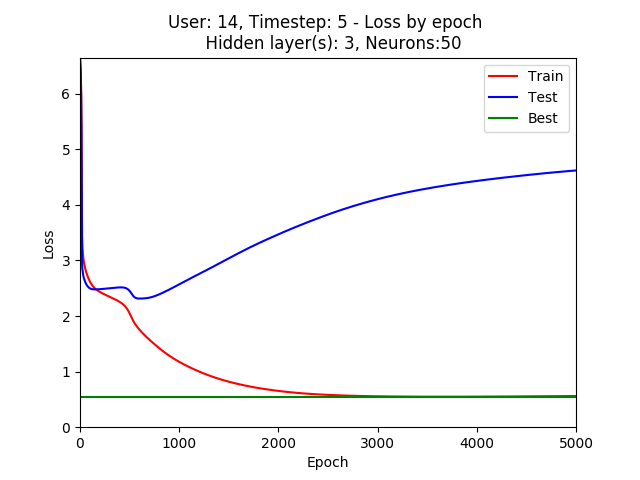 User: 14, Timestep: 5 - Loss by epoch
Hidden layer(s): 3, Neurons:50
Train
Test
Best
6
5
4
3
2
1
0
Loss
0 1000 2000 3000 4000 5000
Epoch